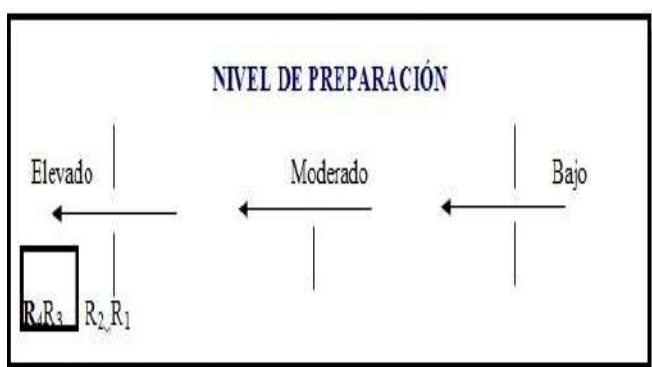 NIVEL DE PREPARACIÓN
Elevado Moderado Bajo
R₄R₃ R₂ R₁